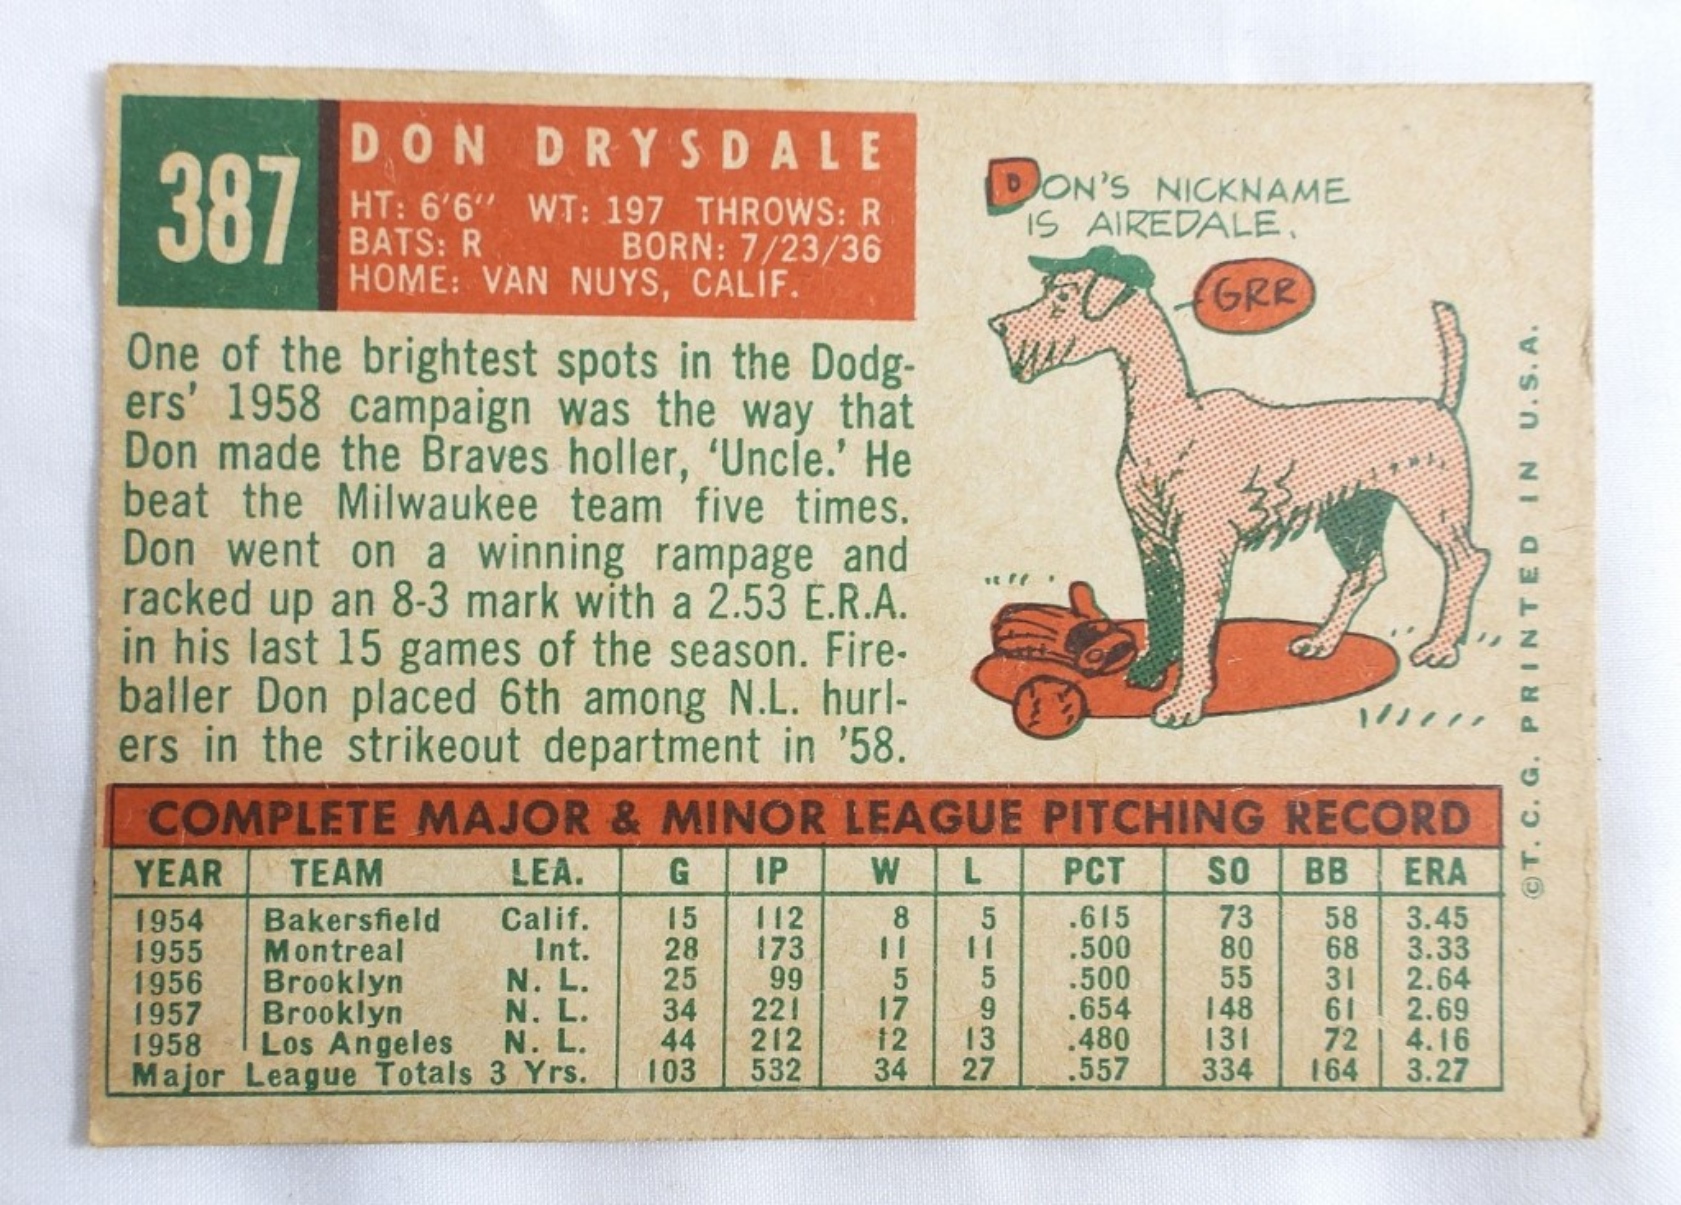 387
DON DRYSDALE
HT: 6'6" WT: 197 THROWS: R
BATS: R BORN: 7/23/36
HOME: VAN NUYS, CALIF.
One of the brightest spots in the Dodg-
ers' 1958 campaign was the way that
Don made the Braves holler, 'Uncle.' He
beat the Milwaukee team five times.
Don went on a winning rampage and
racked up an 8-3 mark with a 2.53 E.R.A.
in his last 15 games of the season. Fire-
baller Don placed 6th among N.L. hurl-
ers in the strikeout department in '58.
DON'S NICKNAME
IS AIREDALE.
GRR
COMPLETE MAJOR & MINOR LEAGUE PITCHING RECORD
YEAR TEAM LEA. G IP W L PCT SO BB ERA
1954 Bakersfield Calif. 15 112 8 5 .615 73 58 3.45
1955 Montreal Int. 28 173 11 11 .500 80 68 3.33
1956 Brooklyn N. L. 25 99 5 5 .500 55 31 2.64
1957 Brooklyn N. L. 34 221 17 9 .654 148 61 2.69
1958 Los Angeles N. L. 44 212 12 13 .480 131 72 4.16
Major League Totals 3 Yrs. 103 532 34 27 .557 334 164 3.27
©T.C.G. PRINTED IN U.S.A.